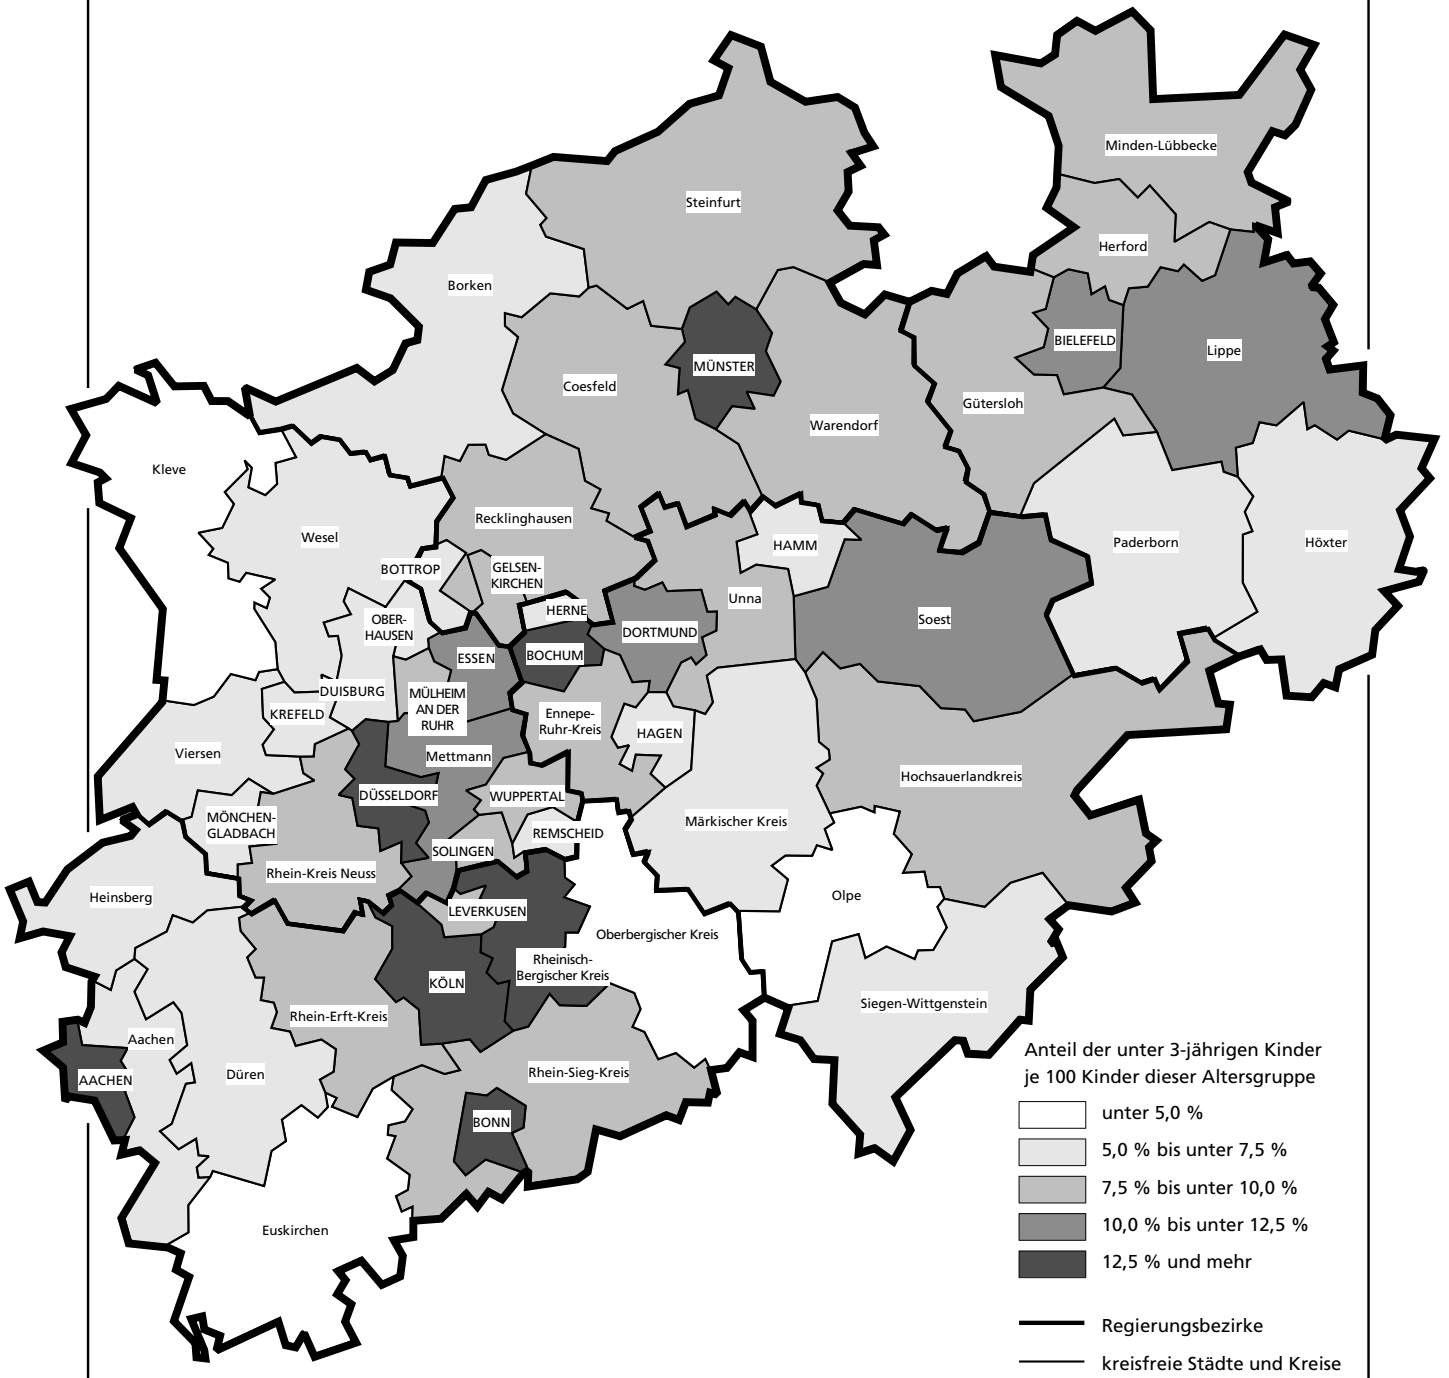 Minden-Lübbecke
Steinfurt
Herford
Borken
BIELEFELD
Lippe
MÜNSTER
Coesfeld
Gütersloh
Warendorf
Kleve
Recklinghausen
Wesel
HAMM
Paderborn
Höxter
BOTTROP
GELSEN-
KIRCHEN
Unna
HERNE
OBER-
HAUSEN
Soest
DORTMUND
ESSEN
BOCHUM
DUISBURG
MÜLHEIM
AN DER
RUHR
KREFELD
Ennepe-
Ruhr-Kreis
HAGEN
Viersen
Mettmann
Hochsauerlandkreis
DÜSSELDORF
WUPPERTAL
MÖNCHEN-
GLADBACH
Märkischer Kreis
REMSCHEID
SOLINGEN
Rhein-Kreis Neuss
Heinsberg
Olpe
LEVERKUSEN
Oberbergischer Kreis
Rheinisch-
Bergischer Kreis
KÖLN
Siegen-Wittgenstein
Rhein-Erft-Kreis
Aachen
AACHEN
Düren
Rhein-Sieg-Kreis
BONN
Euskirchen
Anteil der unter 3-jährigen Kinder
je 100 Kinder dieser Altersgruppe
unter 5,0 %
5,0 % bis unter 7,5 %
7,5 % bis unter 10,0 %
10,0 % bis unter 12,5 %
12,5 % und mehr
Regierungsbezirke
kreisfreie Städte und Kreise